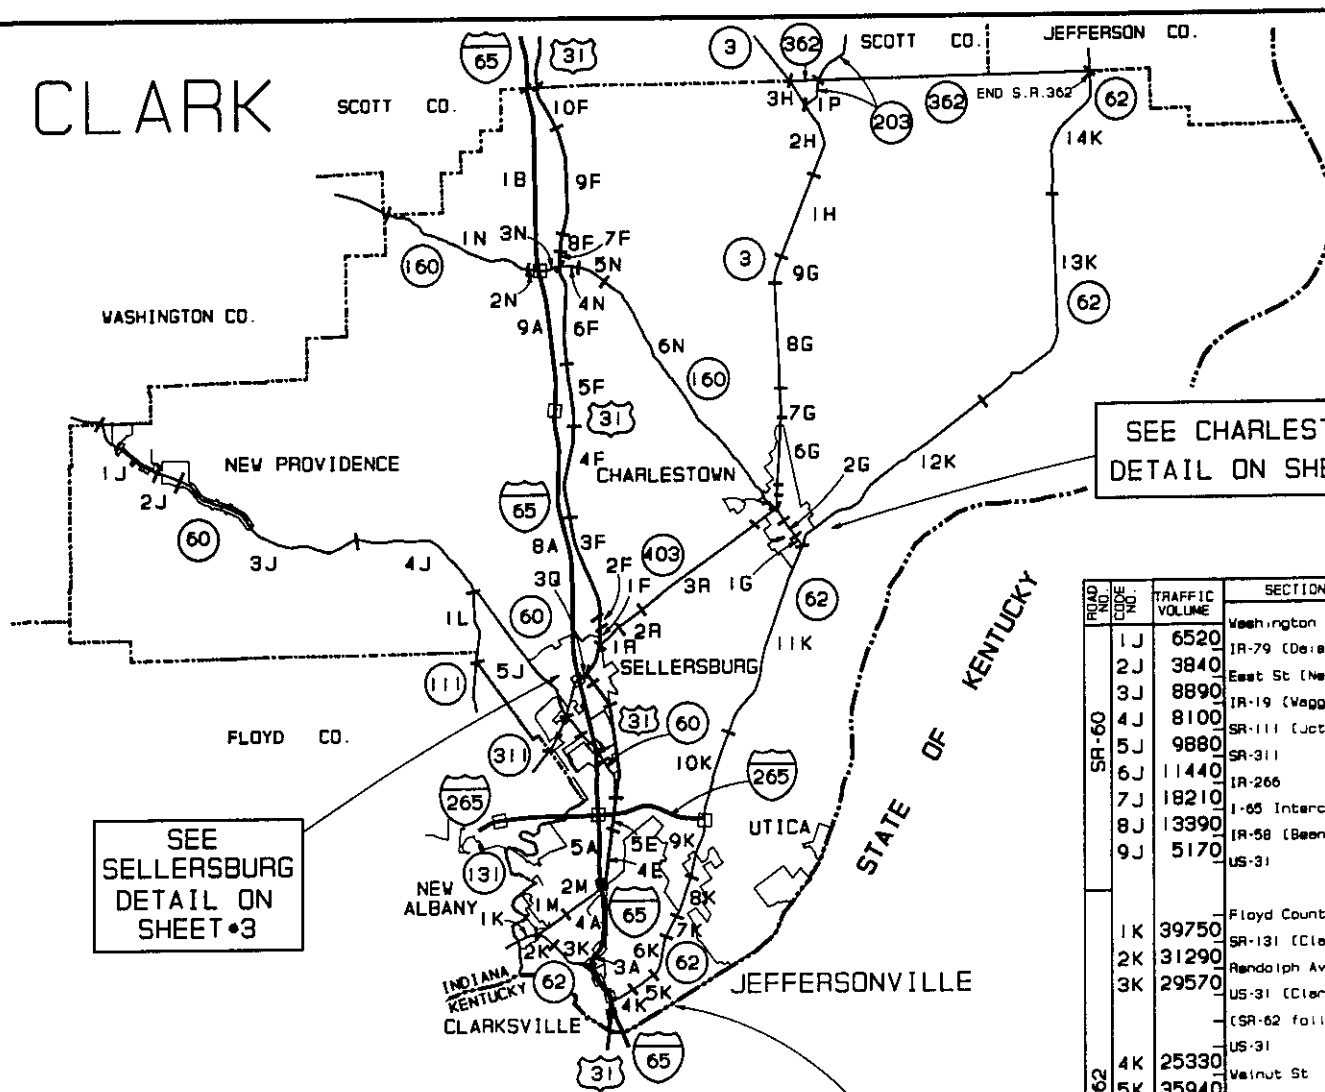 CLARK
SCOTT CO.
65
31
3
362
SCOTT CO.
JEFFERSON CO.
3H
1P
203
362
END S.R.362
62
10F
2H
14K
1B
9F
1H
1N
3N
8F
7F
160
5N
3
9G
13K
2N
4N
62
WASHINGTON CO.
9A
6F
6N
8G
160
5F
31
7G
SEE CHARLEST
DETAIL ON SHE
1J
NEW PROVIDENCE
4F
CHARLESTOWN
6G
2G
12K
2J
65
60
3J
4J
8A
3F
403
3Q
2F
1F
3R
1G
62
60
1L
2R
1R
11K
5J
SELLERSBURG
111
31
60
FLOYD CO.
311
10K
265
265
STATE OF KENTUCKY
UTICA
SEE
SELLERSBURG
DETAIL ON
SHEET•3
5A
5E
9K
4E
131
NEW
ALBANY
2M
8K
1M
65
1K
4A
7K
2K
3K
6K
62
3A
INDIANA
KENTUCKY
62
5K
4K
JEFFERSONVILLE
CLARKSVILLE
31
65
ROAD NO.
CODE NO.
TRAFFIC VOLUME
SECTION
SR-60
Washington
1J 6520
IR-79 (Dale
2J 3840
East St (Ne
3J 8890
IR-19 (Wagg
4J 8100
SR-111 (Jct
5J 9880
SR-311
6J 11440
IR-266
7J 18210
I-65 Interc
8J 13390
IR-58 (Bean
9J 5170
US-31
Floyd Count
1K 39750
SR-131 (Cla
2K 31290
Randolph Av
3K 29570
US-31 (Clar
(SR-62 foll
US-31
62
4K 25330
Walnut St
5K 35940